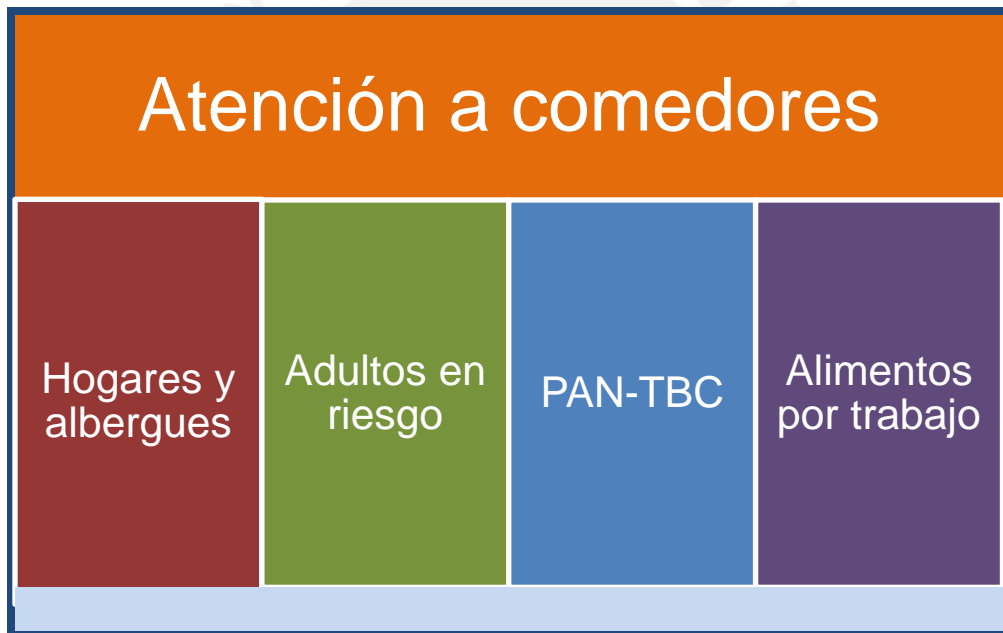 Atención a comedores
Hogares y
albergues
Adultos en
riesgo
PAN-TBC
Alimentos
por trabajo